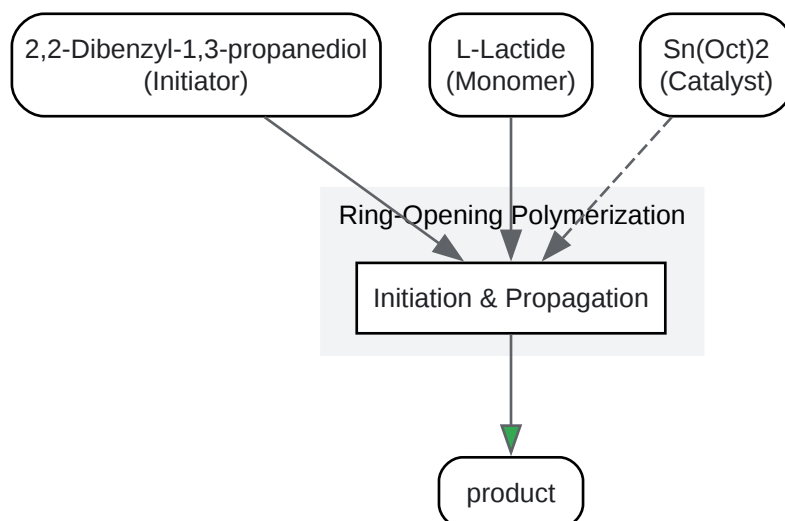 2,2-Dibenzyl-1,3-propanediol
(Initiator)
L-Lactide
(Monomer)
Sn(Oct)2
(Catalyst)
Ring-Opening Polymerization
Initiation & Propagation
product